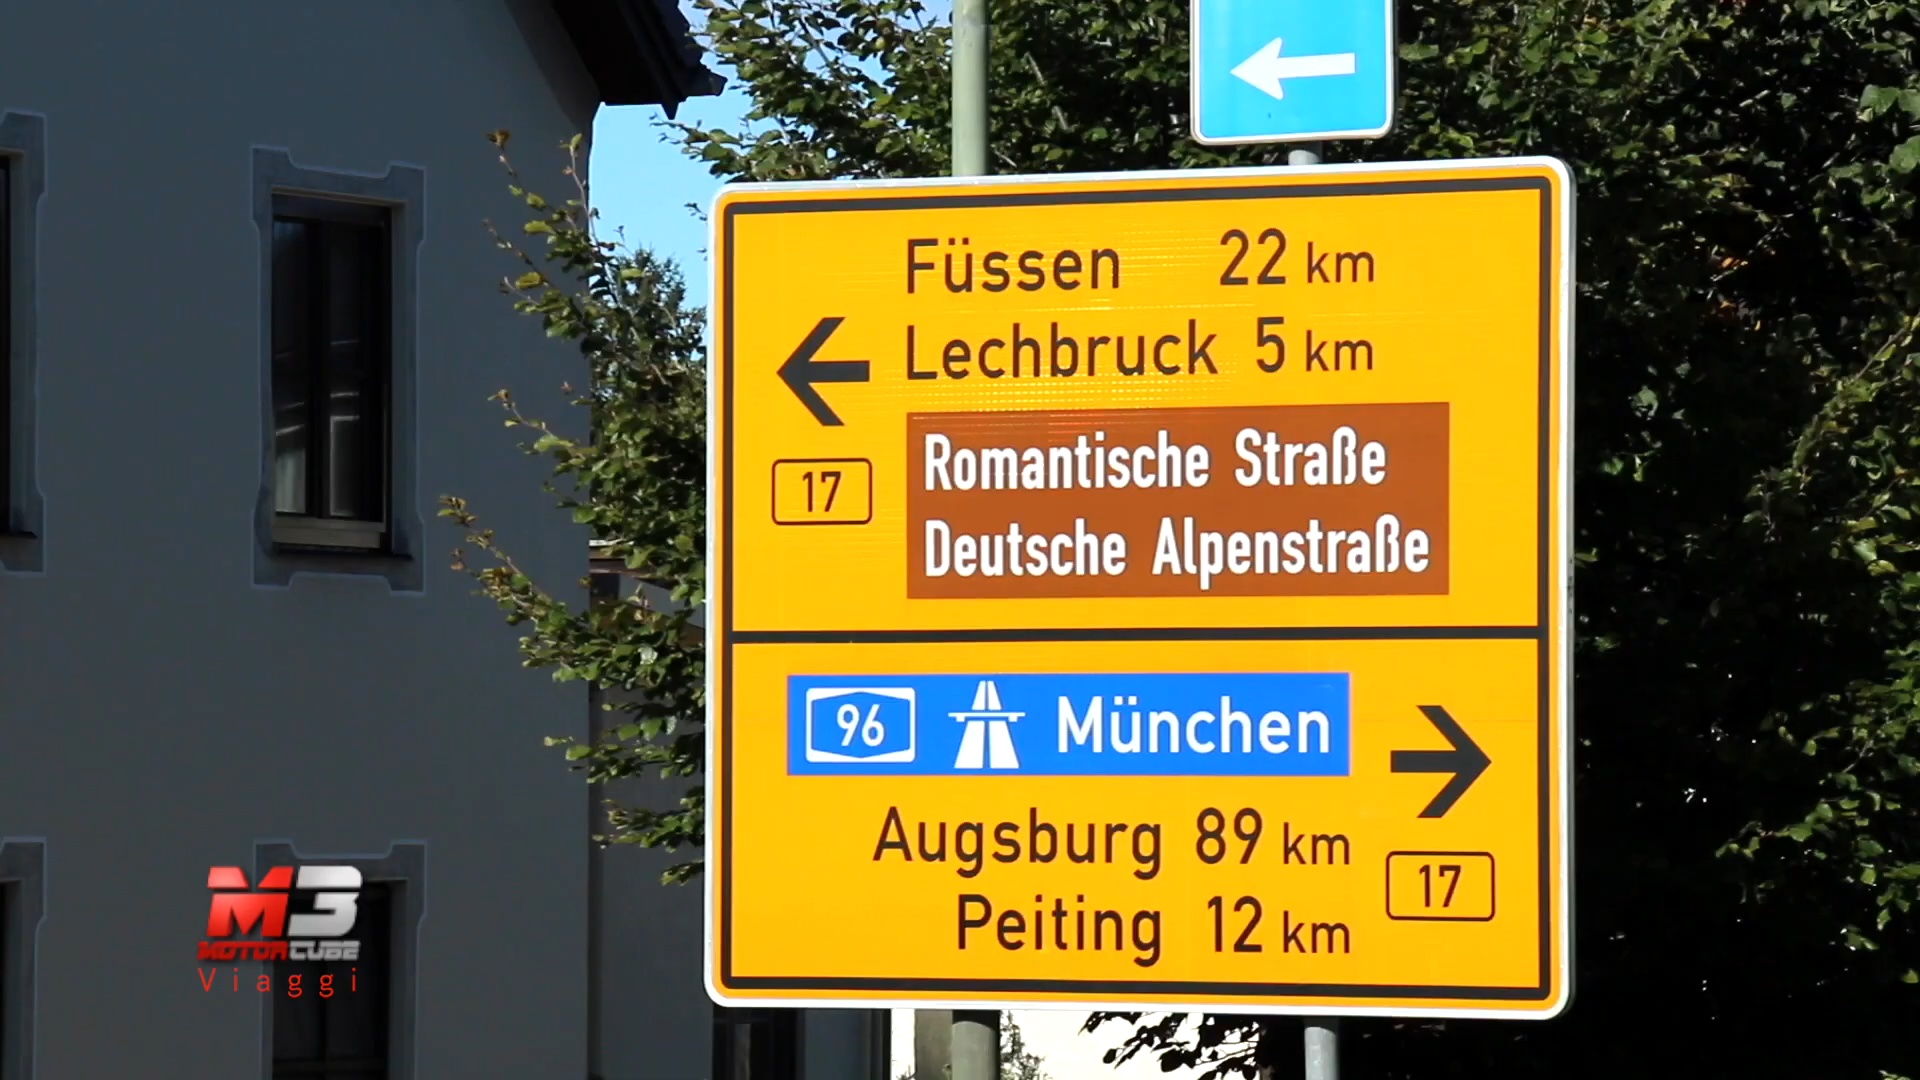 Füssen 22 km
Lechbruck 5 km
17
Romantische Straße
Deutsche Alpenstraße
96 München
Augsburg 89 km
17
Peiting 12 km
M3
MOTORCUBE
Viaggi